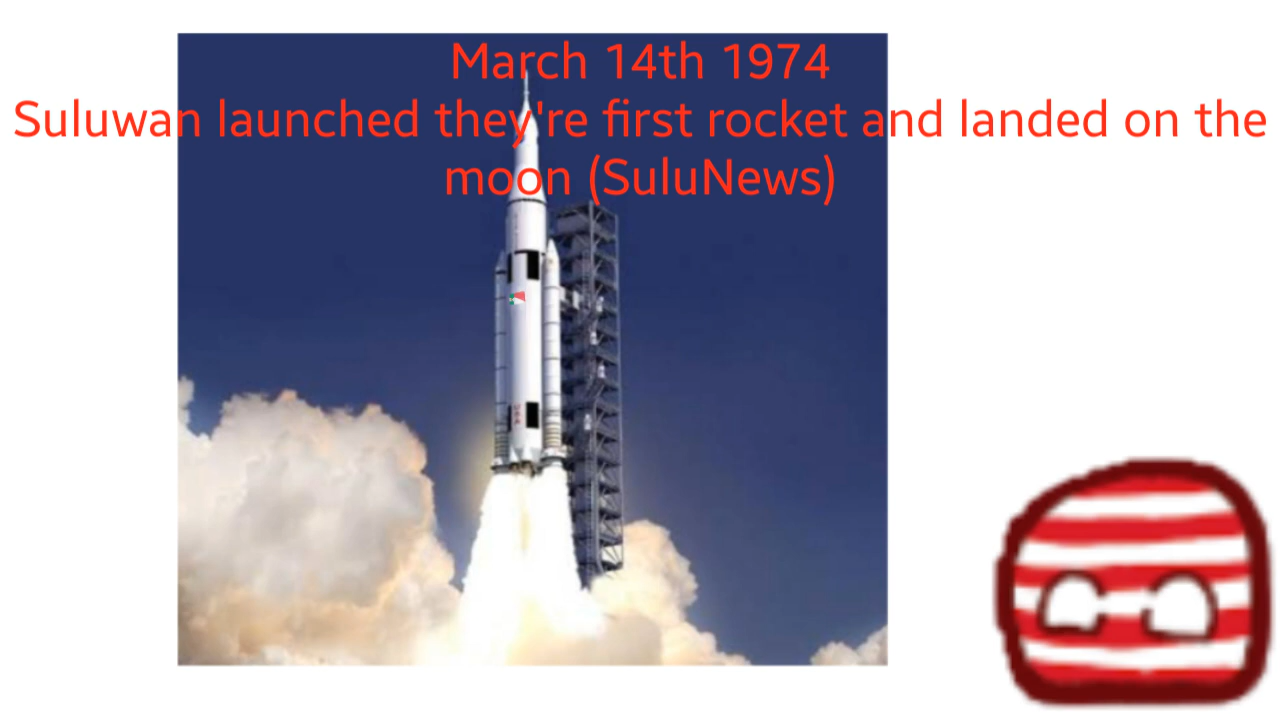 March 14th 1974
Suluwan launched they're first rocket and landed on the
moon (SuluNews)